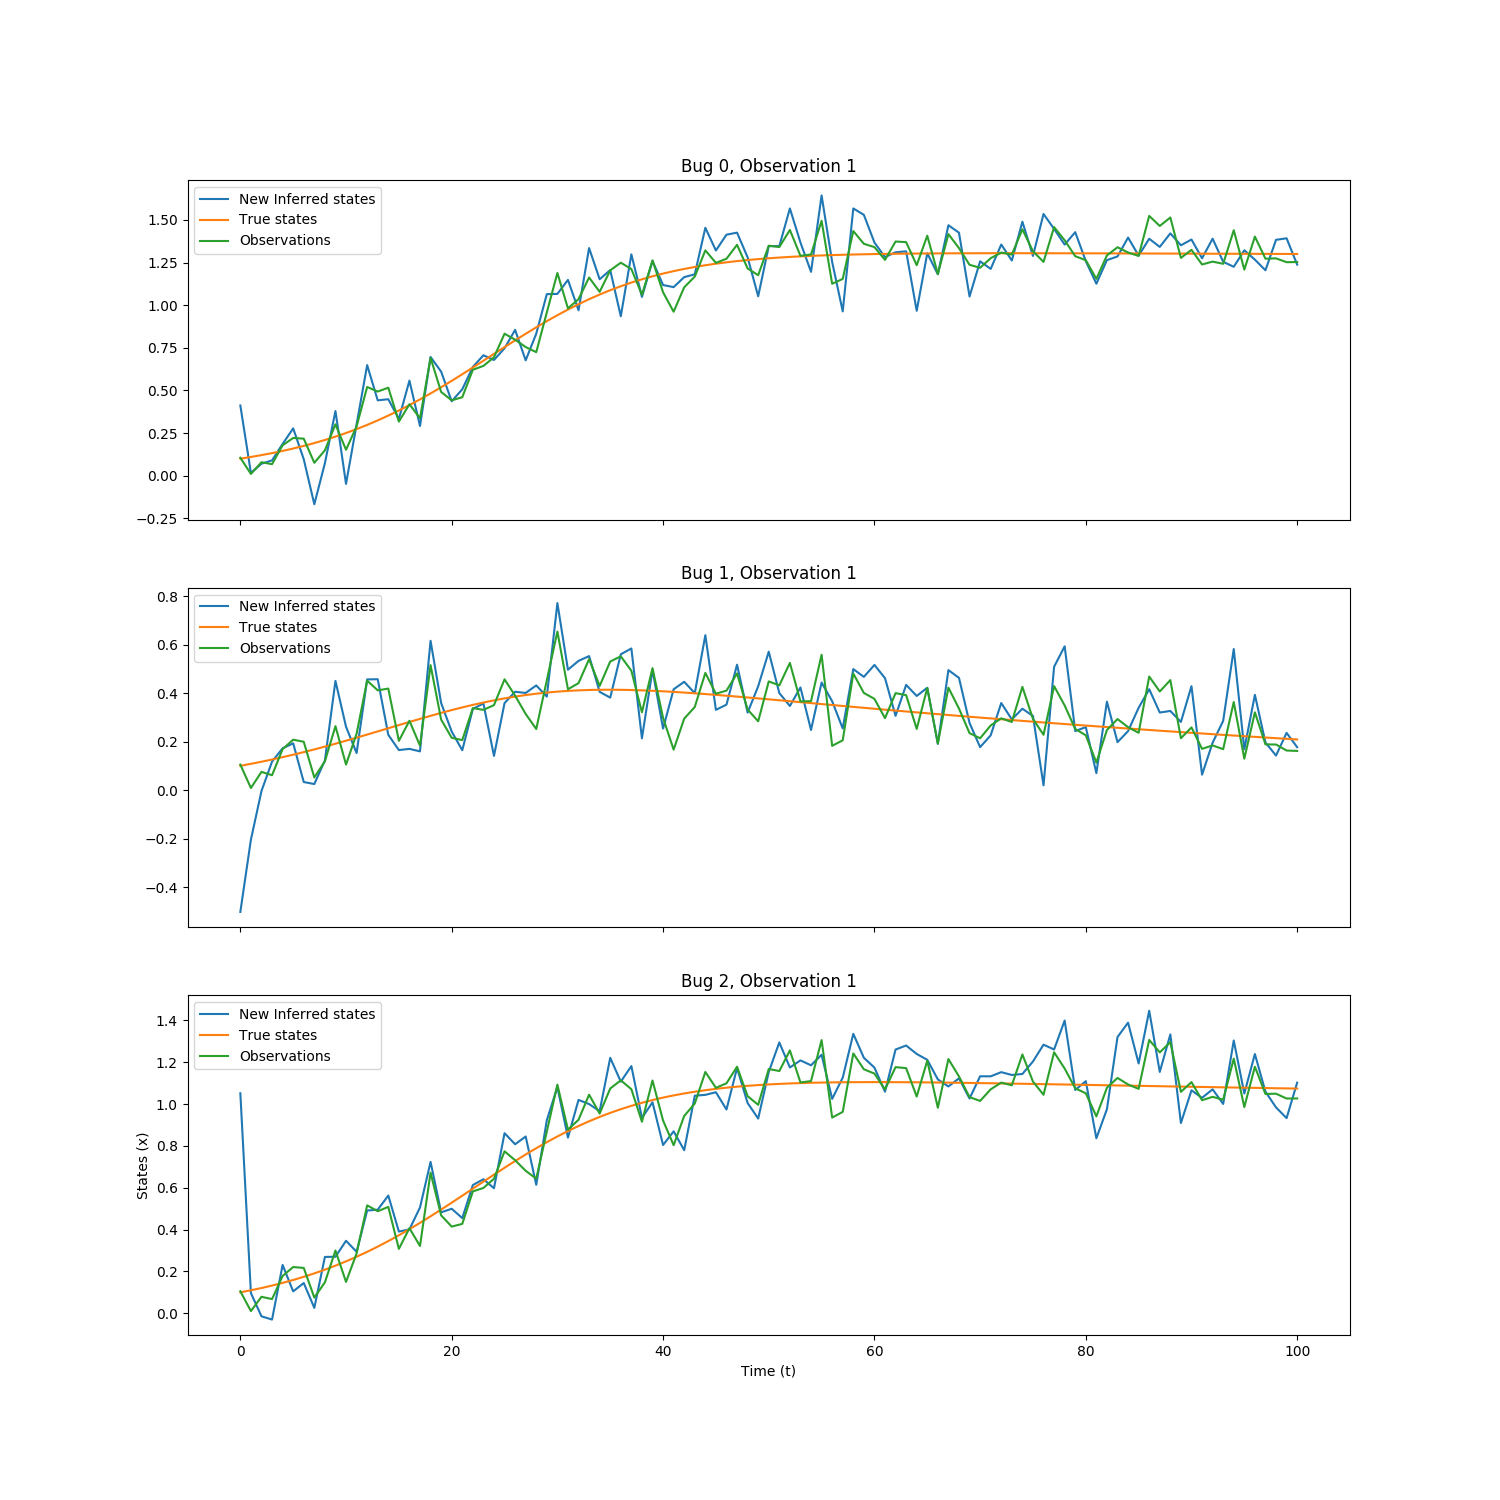 Bug 0, Observation 1
New Inferred states
True states
Observations
1.50
1.25
1.00
0.75
0.50
0.25
0.00
−0.25
Bug 1, Observation 1
New Inferred states
True states
Observations
0.8
0.6
0.4
0.2
0.0
−0.2
−0.4
Bug 2, Observation 1
New Inferred states
True states
Observations
1.4
1.2
1.0
0.8
0.6
0.4
0.2
0.0
States (x)
0 20 40 60 80 100
Time (t)